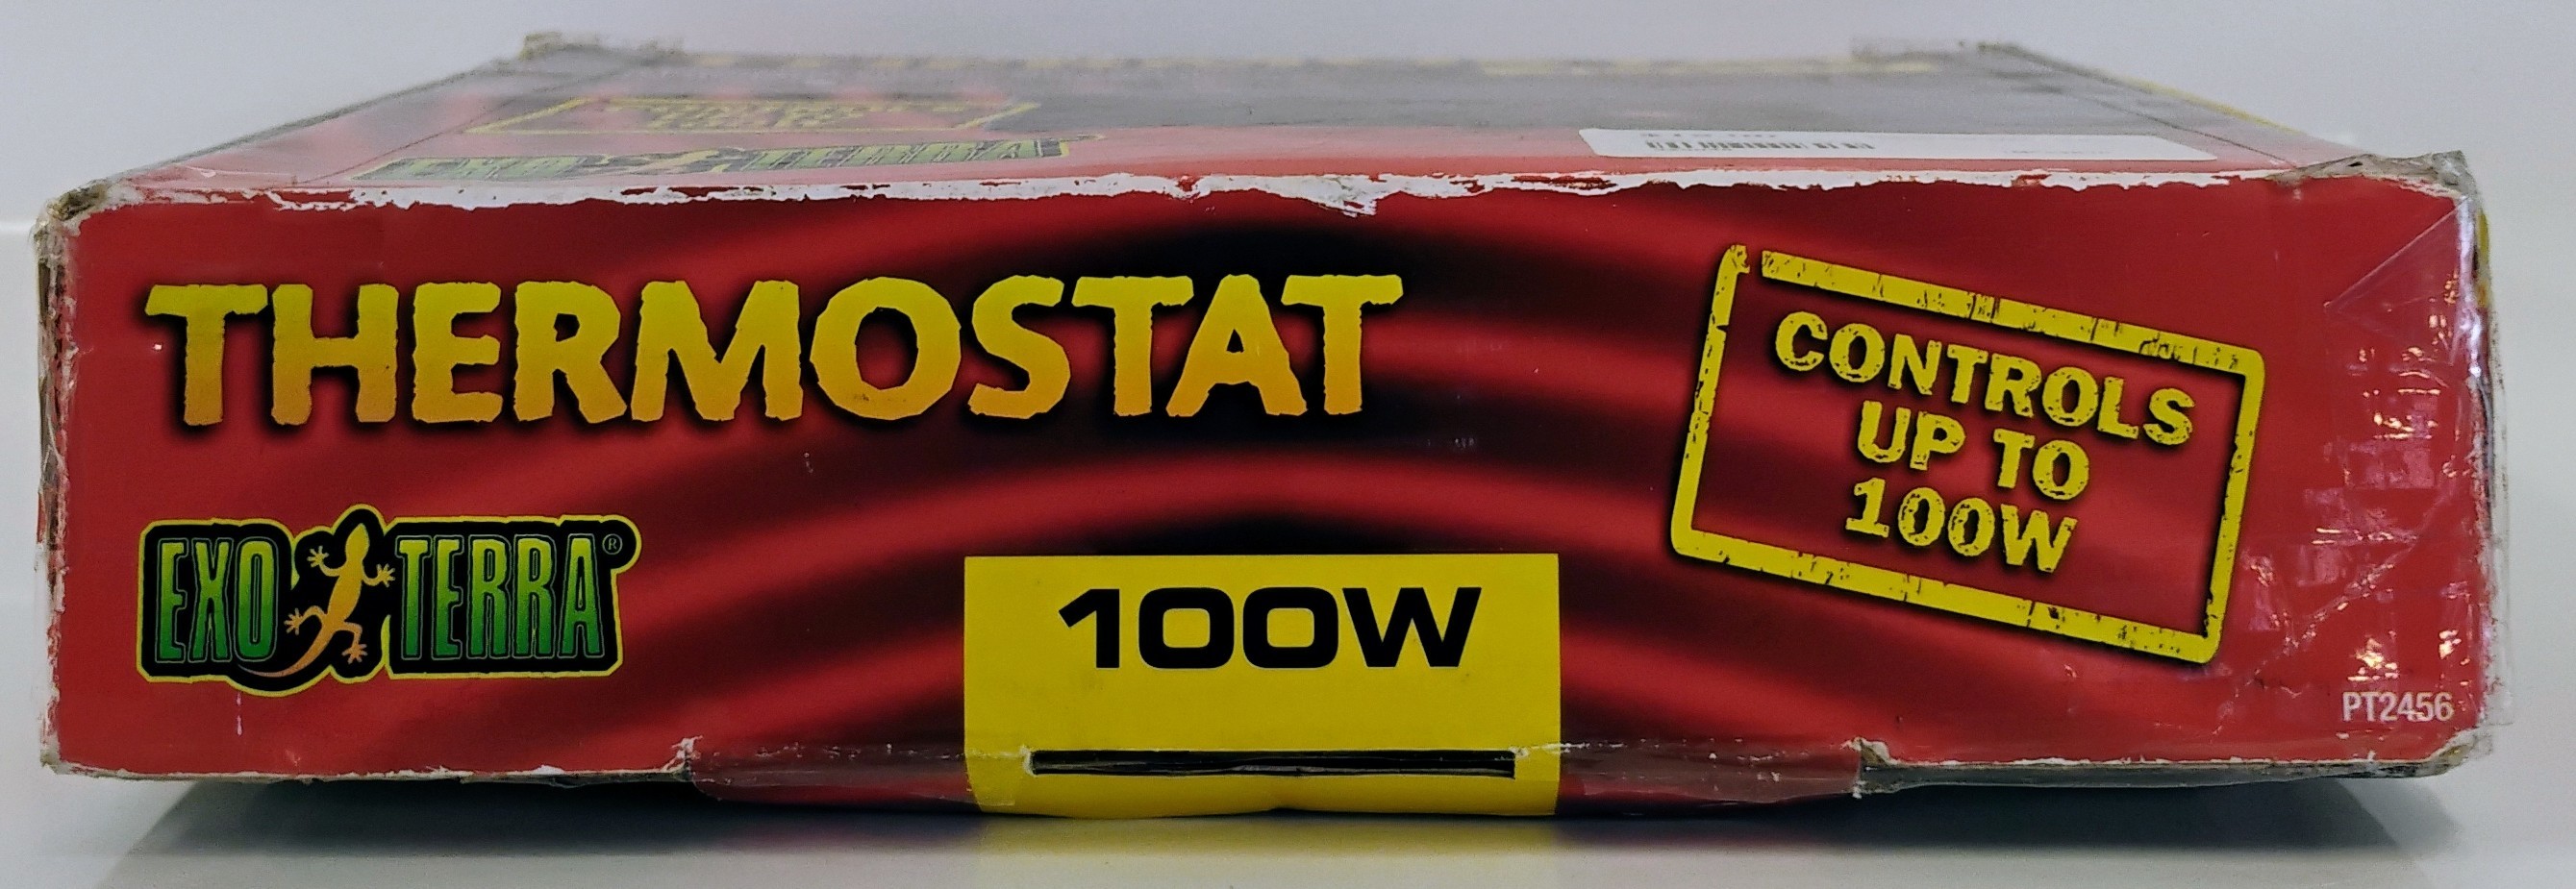 EXO TERRA
THERMOSTAT
CONTROLS
UP TO
100W
EXO TERRA®
100W
PT2456